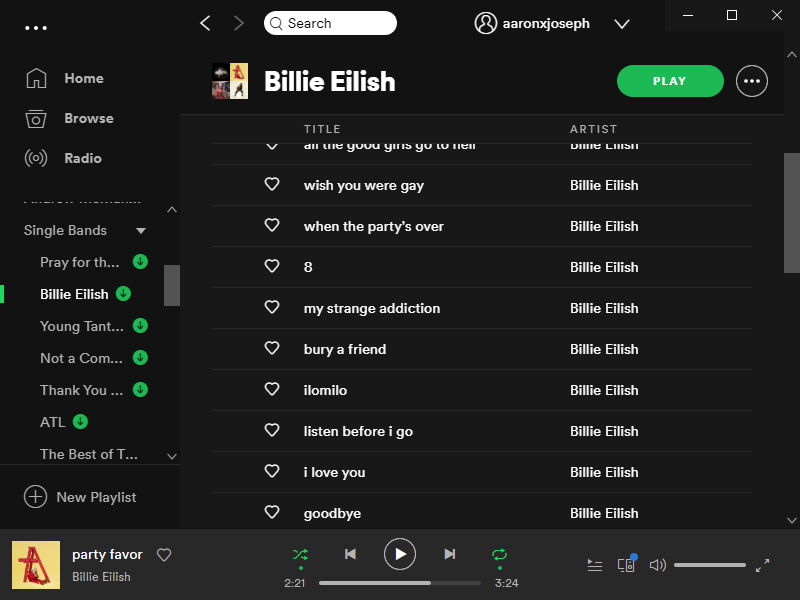 Search
aaronxjoseph
Home
Browse
Radio
Single Bands
Pray for th...
Billie Eilish
Young Tant...
Not a Com...
Thank You ...
ATL
The Best of T...
New Playlist
Billie Eilish
PLAY
TITLE ARTIST
all the good girls go to hell Billie Eilish
wish you were gay Billie Eilish
when the party's over Billie Eilish
8 Billie Eilish
my strange addiction Billie Eilish
bury a friend Billie Eilish
ilomilo Billie Eilish
listen before i go Billie Eilish
i love you Billie Eilish
goodbye Billie Eilish
party favor
Billie Eilish
2:21 3:24